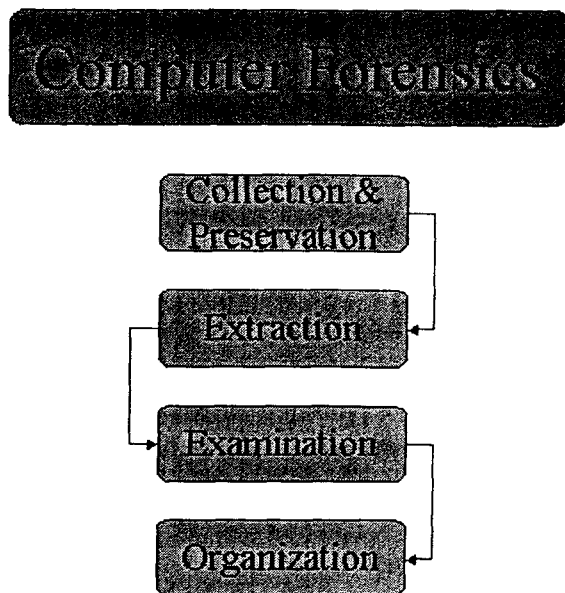 Computer Forensics
Collection &
Preservation
Extraction
Examination
Organization